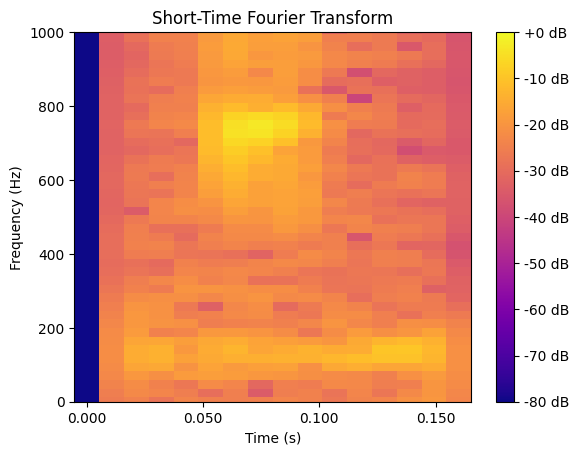 Short-Time Fourier Transform
1000
800
600
400
200
0
Frequency (Hz)
0.000
0.050
0.100
0.150
Time (s)
+0 dB
-10 dB
-20 dB
-30 dB
-40 dB
-50 dB
-60 dB
-70 dB
-80 dB